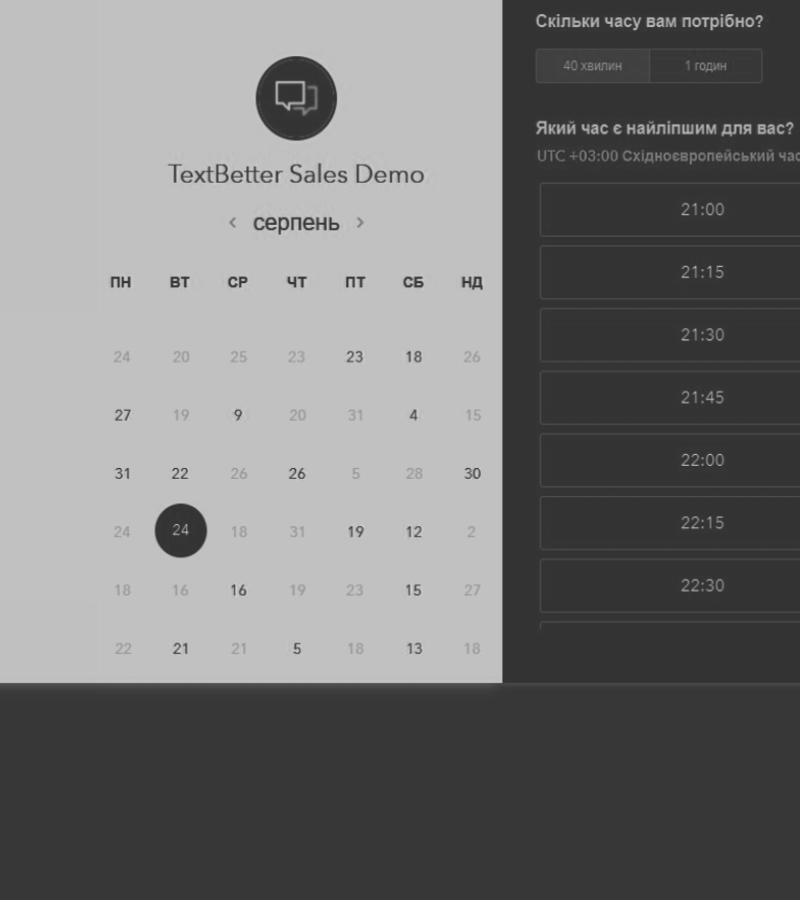 TextBetter Sales Demo
серпень
ПН ВТ СР ЧТ ПТ СБ НД
24 20 25 23 23 18 26
27 19 9 20 31 4 15
31 22 26 26 5 28 30
24 24 18 31 19 12 2
18 16 16 19 23 15 27
22 21 21 5 18 13 18
Скільки часу вам потрібно?
40 хвилин 1 годин
Який час є найліпшим для вас?
UTC +03:00 Східноєвропейський час
21:00
21:15
21:30
21:45
22:00
22:15
22:30